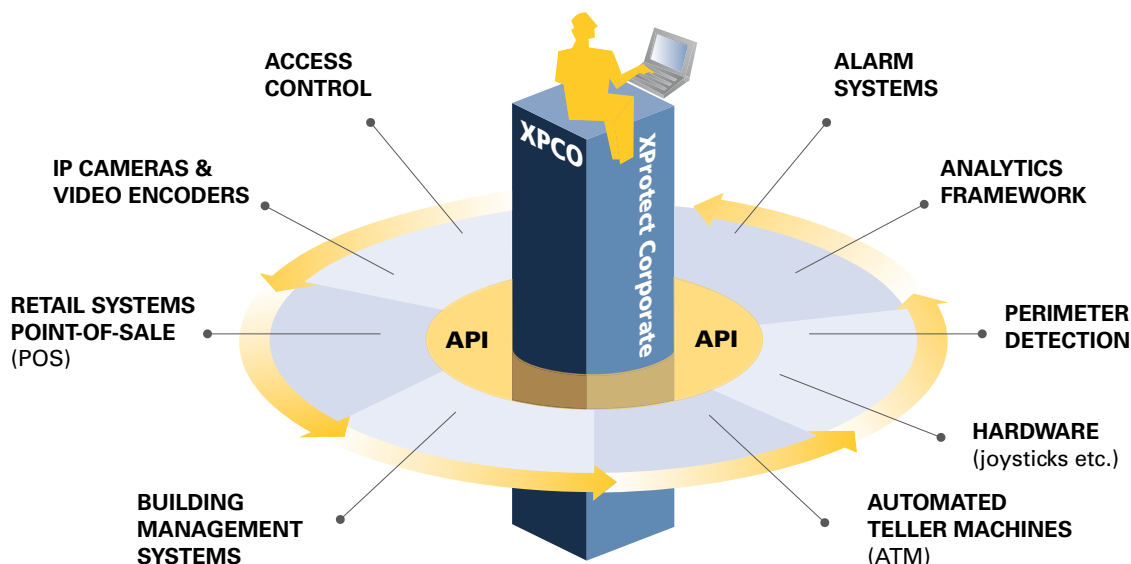 ACCESS
CONTROL
ALARM
SYSTEMS
XPCO
XProtect Corporate
IP CAMERAS &
VIDEO ENCODERS
ANALYTICS
FRAMEWORK
RETAIL SYSTEMS
POINT-OF-SALE
(POS)
API
API
PERIMETER
DETECTION
HARDWARE
(joysticks etc.)
BUILDING
MANAGEMENT
SYSTEMS
AUTOMATED
TELLER MACHINES
(ATM)